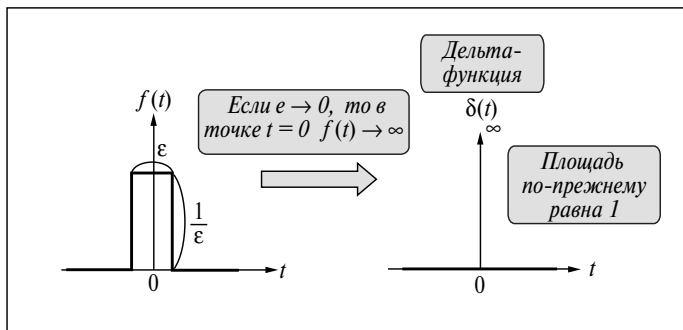 f(t)
ε
1
ε
0
t
Если e → 0, то в
точке t = 0 f(t) → ∞
Дельта-
функция
δ(t)
∞
Площадь
по-прежнему
равна 1
0
t